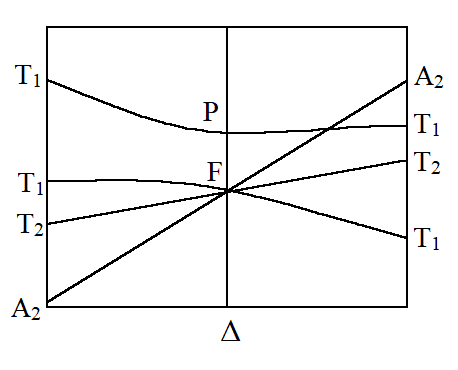 T₁
A₂
P
T₁
T₂
F
T₁
T₂
T₁
A₂
Δ